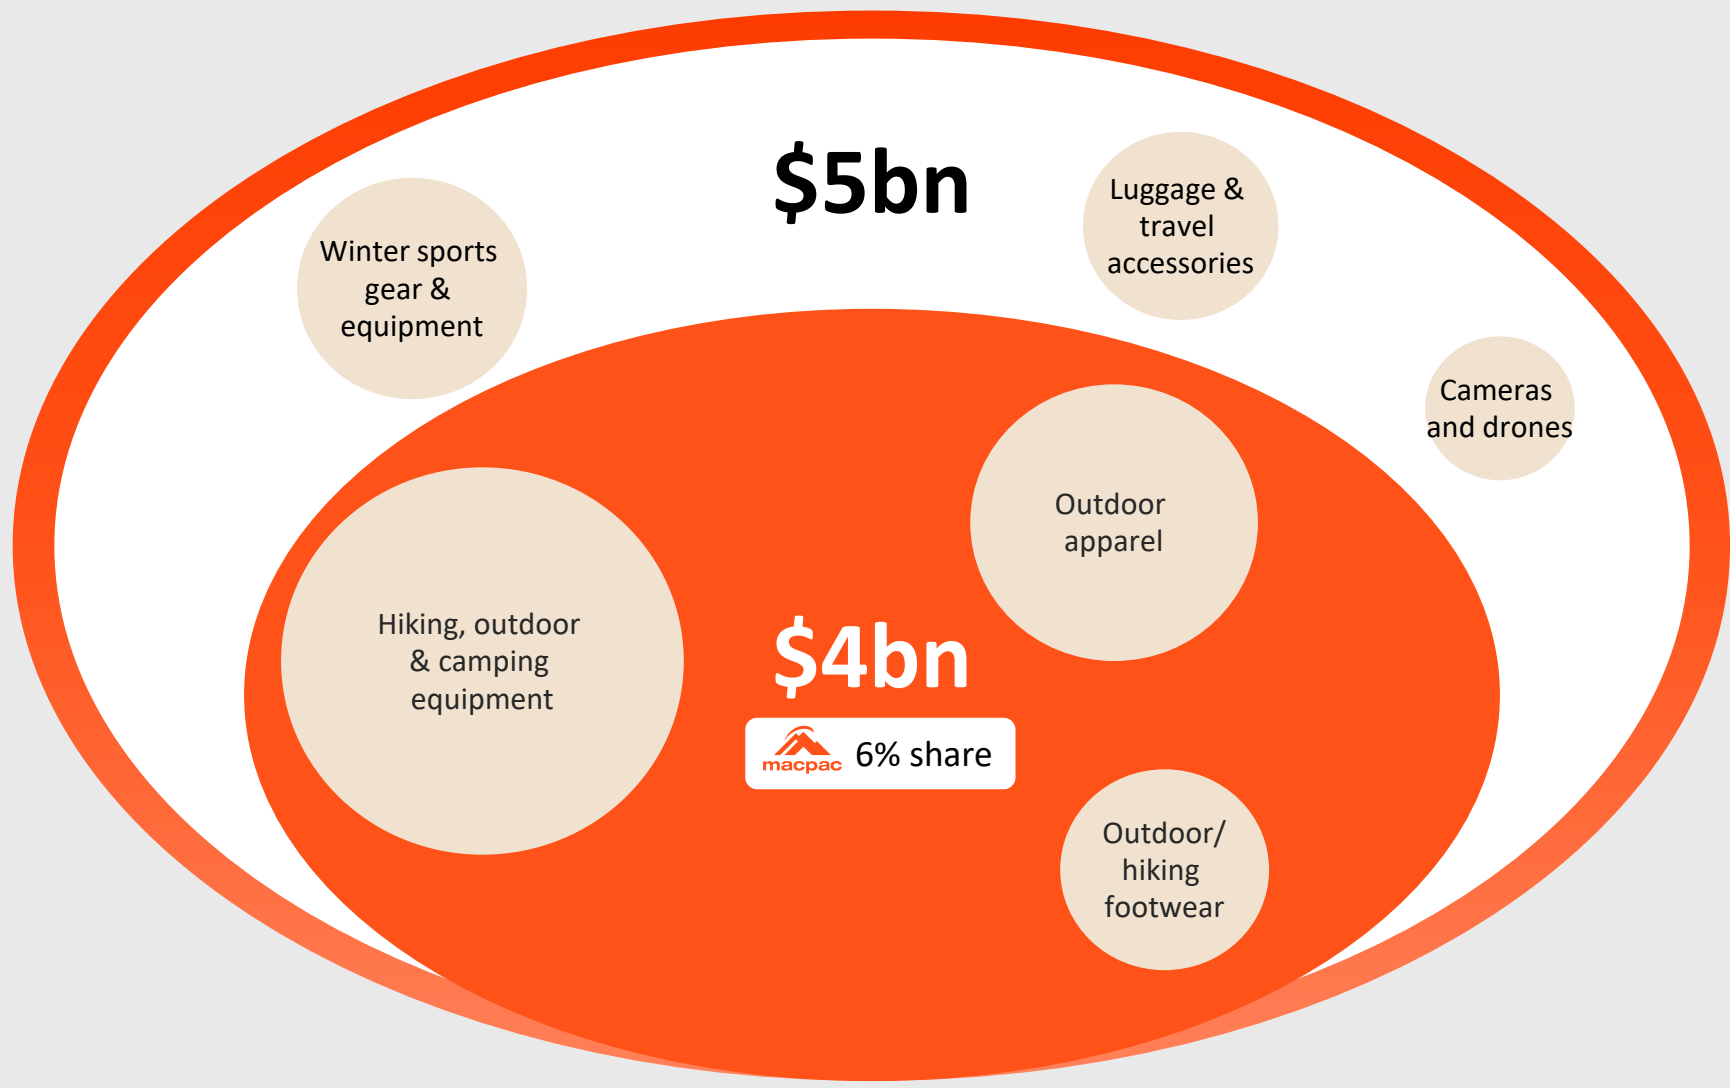 $5bn
Luggage &
travel
accessories
Winter sports
gear &
equipment
Cameras
and drones
Outdoor
apparel
Hiking, outdoor
& camping
equipment
$4bn
macpac 6% share
Outdoor/
hiking
footwear